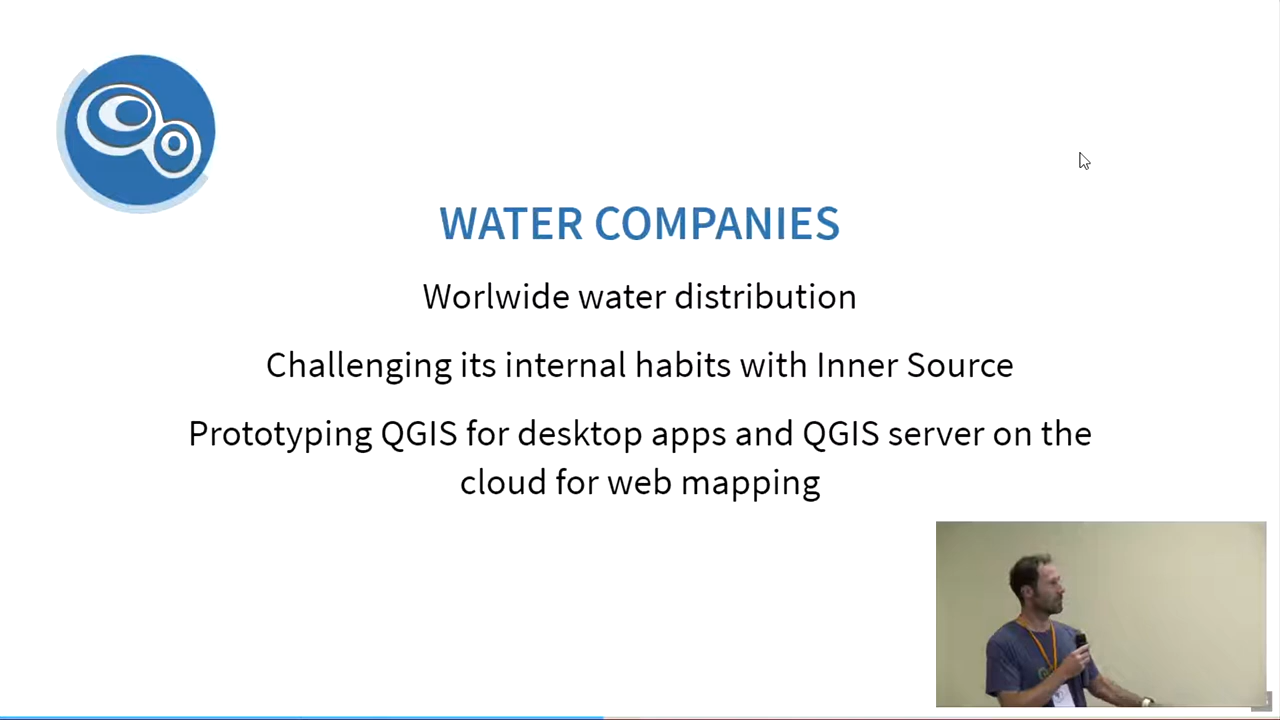 WATER COMPANIES
Worlwide water distribution
Challenging its internal habits with Inner Source
Prototyping QGIS for desktop apps and QGIS server on the
cloud for web mapping